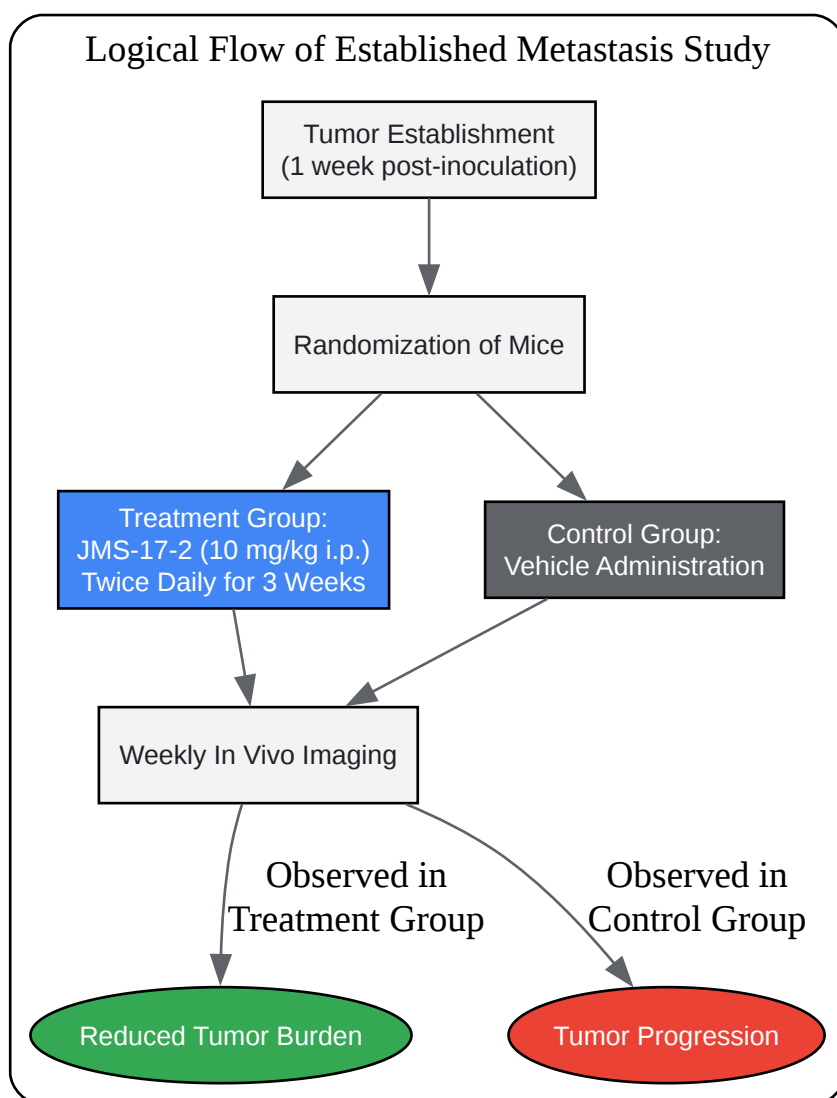 Logical Flow of Established Metastasis Study
Tumor Establishment
(1 week post-inoculation)
Randomization of Mice
Treatment Group:
JMS-17-2 (10 mg/kg i.p.)
Twice Daily for 3 Weeks
Control Group:
Vehicle Administration
Weekly In Vivo Imaging
Observed in
Treatment Group
Observed in
Control Group
Reduced Tumor Burden
Tumor Progression